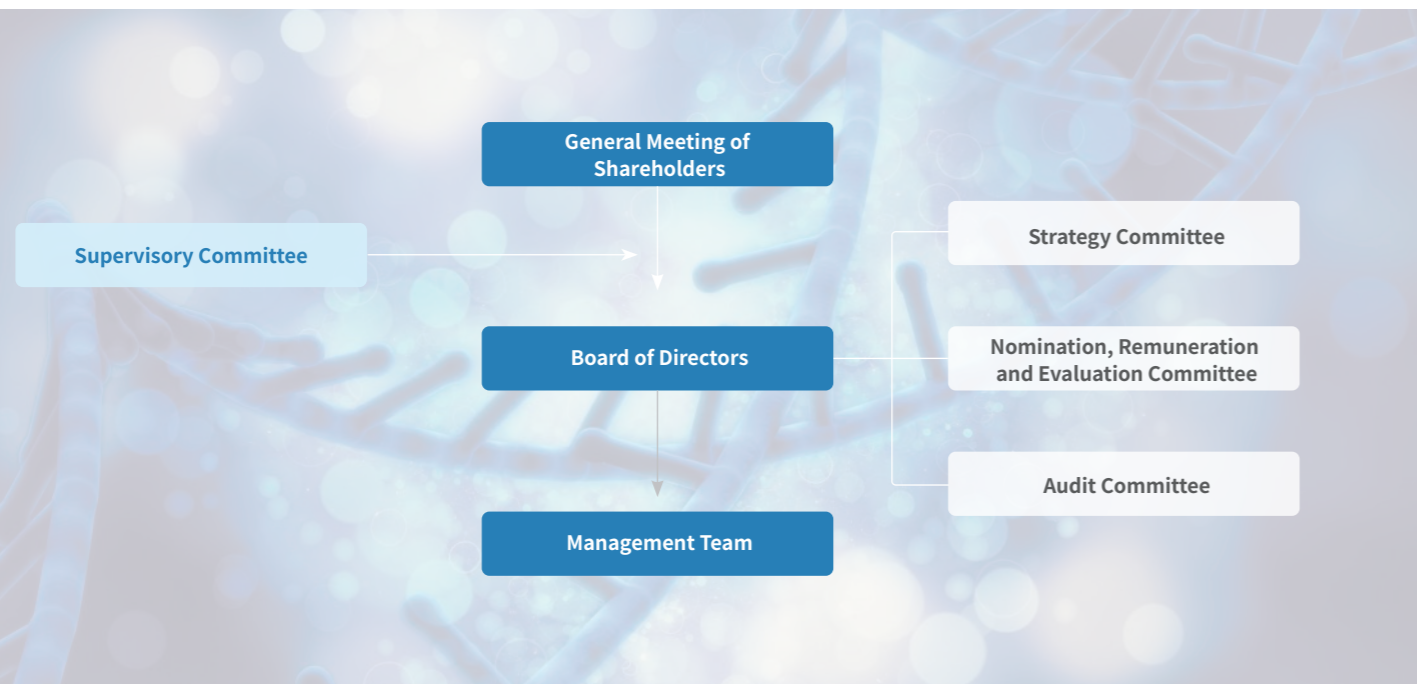 General Meeting of
Shareholders
Supervisory Committee
Strategy Committee
Board of Directors
Nomination, Remuneration
and Evaluation Committee
Audit Committee
Management Team